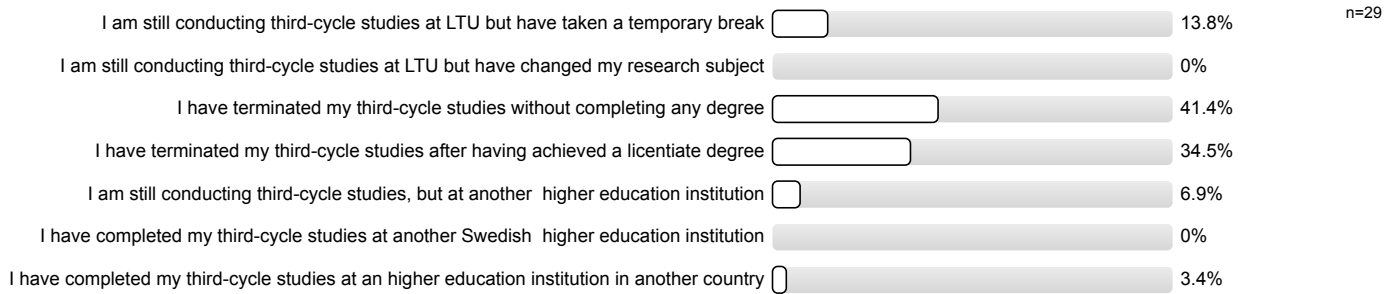 I am still conducting third-cycle studies at LTU but have taken a temporary break 13.8% n=29
I am still conducting third-cycle studies at LTU but have changed my research subject 0%
I have terminated my third-cycle studies without completing any degree 41.4%
I have terminated my third-cycle studies after having achieved a licentiate degree 34.5%
I am still conducting third-cycle studies, but at another higher education institution 6.9%
I have completed my third-cycle studies at another Swedish higher education institution 0%
I have completed my third-cycle studies at an higher education institution in another country 3.4%